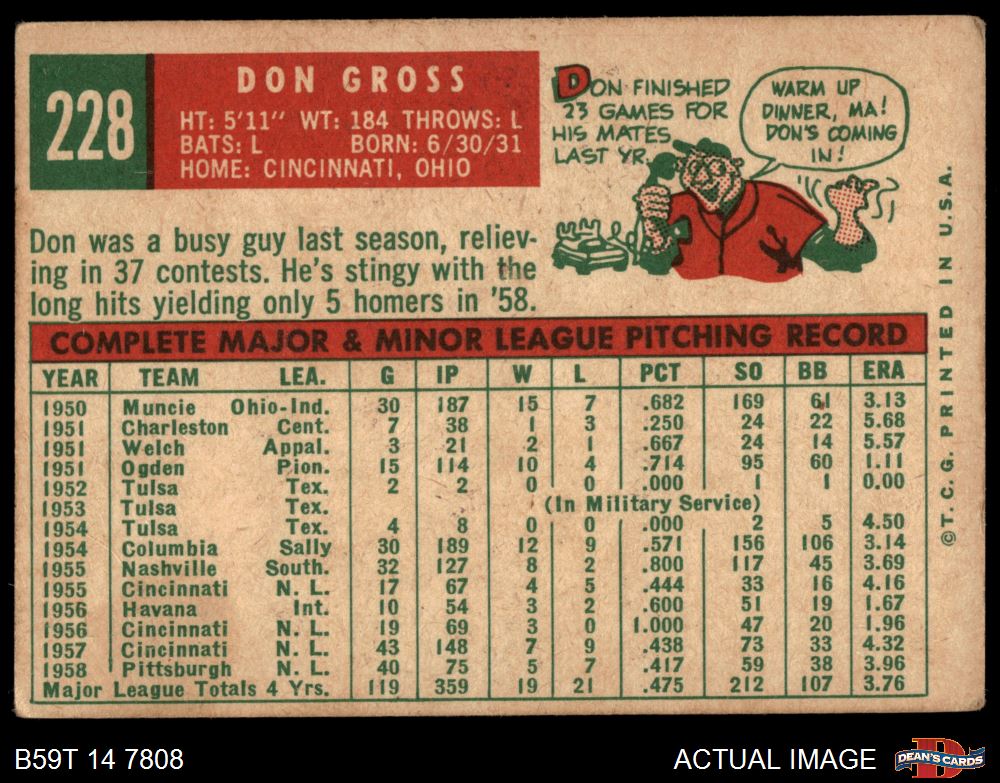 228
DON GROSS
HT: 5'11" WT: 184 THROWS: L
BATS: L BORN: 6/30/31
HOME: CINCINNATI, OHIO
DON FINISHED
23 GAMES FOR
HIS MATES
LAST YR.
WARM UP
DINNER, MA!
DON'S COMING
IN!
Don was a busy guy last season, reliev-
ing in 37 contests. He's stingy with the
long hits yielding only 5 homers in '58.
COMPLETE MAJOR & MINOR LEAGUE PITCHING RECORD
YEAR TEAM LEA. G IP W L PCT SO BB ERA
1950 Muncie Ohio-Ind. 30 187 15 7 .682 169 61 3.13
1951 Charleston Cent. 7 38 1 3 .250 24 22 5.68
1951 Welch Appal. 3 21 2 1 .667 24 14 5.57
1951 Ogden Pion. 15 114 10 4 .714 95 60 1.11
1952 Tulsa Tex. 2 2 0 0 .000 1 1 0.00
1953 Tulsa Tex. (In Military Service)
1954 Tulsa Tex. 4 8 0 0 .000 2 5 4.50
1954 Columbia Sally 30 189 12 9 .571 156 106 3.14
1955 Nashville South. 32 127 8 2 .800 117 45 3.69
1955 Cincinnati N. L. 17 67 4 5 .444 33 16 4.16
1956 Havana Int. 10 54 3 2 .600 51 19 1.67
1956 Cincinnati N. L. 19 69 3 0 1.000 47 20 1.96
1957 Cincinnati N. L. 43 148 7 9 .438 73 33 4.32
1958 Pittsburgh N. L. 40 75 5 7 .417 59 38 3.96
Major League Totals 4 Yrs. 119 359 19 21 .475 212 107 3.76
©T. C. G. PRINTED IN U.S.A.
B59T 14 7808
ACTUAL IMAGE
DEAN'S CARDS